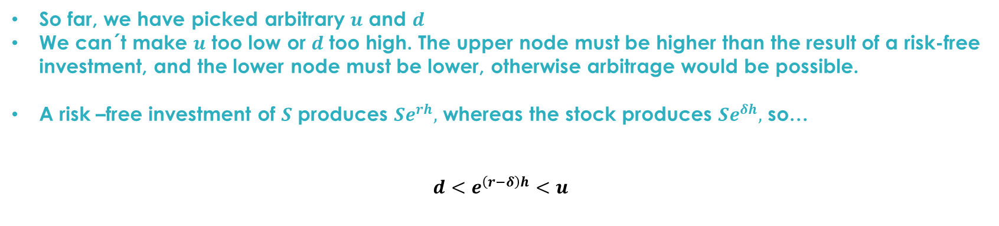 • So far, we have picked arbitrary u and d
• We can´t make u too low or d too high. The upper node must be higher than the result of a risk-free
investment, and the lower node must be lower, otherwise arbitrage would be possible.
• A risk –free investment of S produces Se^{rh}, whereas the stock produces Se^{δh}, so…
d < e^{(r−δ)h} < u